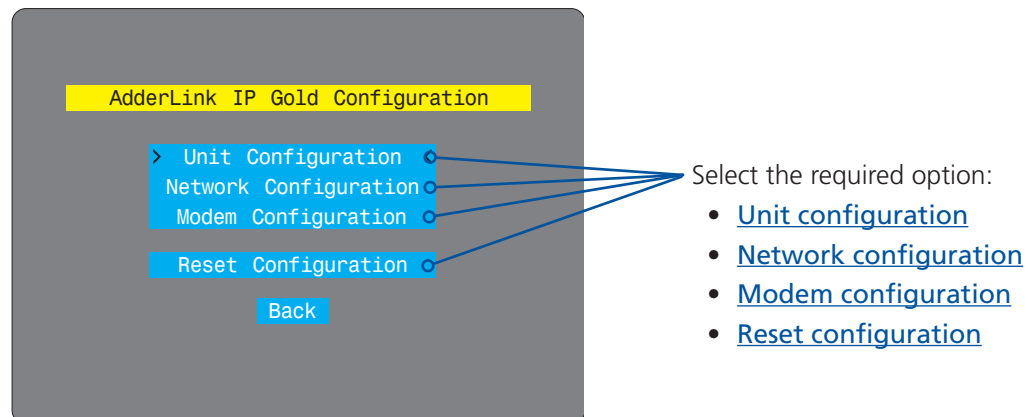 AdderLink IP Gold Configuration
> Unit Configuration <
Network Configuration
Modem Configuration
Reset Configuration
Back
Select the required option:
• Unit configuration
• Network configuration
• Modem configuration
• Reset configuration